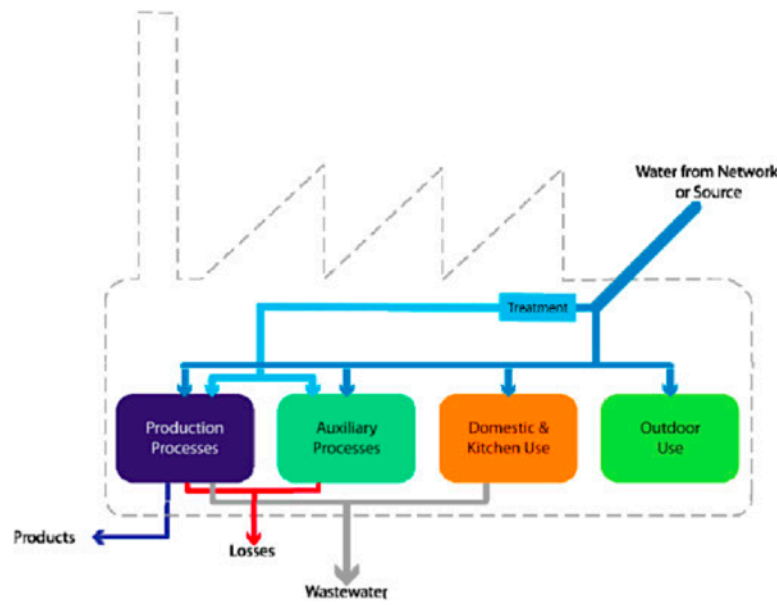 Water from Network
or Source
Treatment
Production
Processes
Auxiliary
Processes
Domestic &
Kitchen Use
Outdoor
Use
Products
Losses
Wastewater